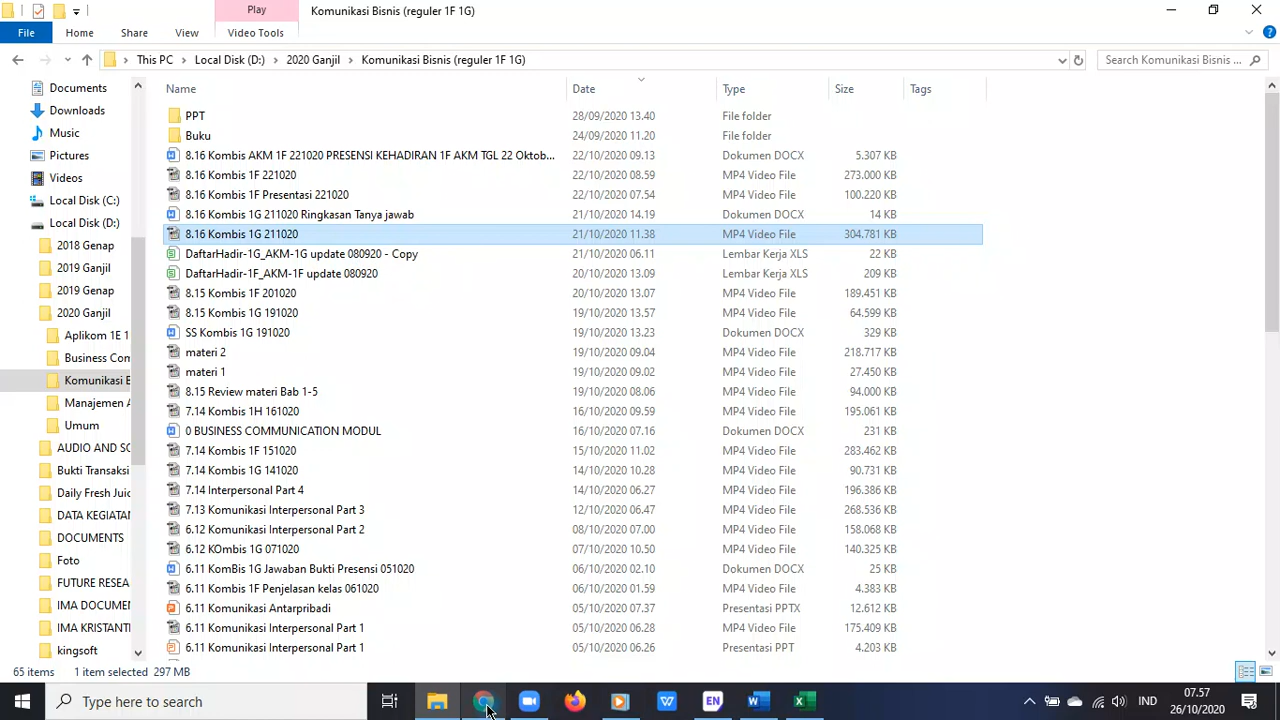 Play
Komunikasi Bisnis (reguler 1F 1G)
File
Home
Share
View
Video Tools
This PC
Local Disk (D:)
2020 Ganjil
Komunikasi Bisnis (reguler 1F 1G)
Search Komunikasi Bisnis ...
Documents
Downloads
Music
Pictures
Videos
Local Disk (C:)
Local Disk (D:)
2018 Genap
2019 Ganjil
2019 Genap
2020 Ganjil
Aplikom 1E 1
Business Com
Komunikasi B
Manajemen A
Umum
AUDIO AND SO
Bukti Transaksi
Daily Fresh Juic
DATA KEGIATAN
DOCUMENTS
Foto
FUTURE RESEA
IMA DOCUMEN
IMA KRISTANTI
kingsoft
Name Date Type Size Tags
PPT 28/09/2020 13.40 File folder
Buku 24/09/2020 11.20 File folder
8.16 Kombis AKM 1F 221020 PRESENSI KEHADIRAN 1F AKM TGL 22 Oktob... 22/10/2020 09.13 Dokumen DOCX 5.307 KB
8.16 Kombis 1F 221020 22/10/2020 08.59 MP4 Video File 273.000 KB
8.16 Kombis 1F Presentasi 221020 22/10/2020 07.54 MP4 Video File 100.220 KB
8.16 Kombis 1G 211020 Ringkasan Tanya jawab 21/10/2020 14.19 Dokumen DOCX 14 KB
8.16 Kombis 1G 211020 21/10/2020 11.38 MP4 Video File 304.781 KB
DaftarHadir-1G_AKM-1G update 080920 - Copy 21/10/2020 06.11 Lembar Kerja XLS 22 KB
DaftarHadir-1F_AKM-1F update 080920 20/10/2020 13.09 Lembar Kerja XLS 209 KB
8.15 Kombis 1F 201020 20/10/2020 13.07 MP4 Video File 189.451 KB
8.15 Kombis 1G 191020 19/10/2020 13.57 MP4 Video File 64.599 KB
SS Kombis 1G 191020 19/10/2020 13.23 Dokumen DOCX 329 KB
materi 2 19/10/2020 09.04 MP4 Video File 218.717 KB
materi 1 19/10/2020 09.02 MP4 Video File 27.450 KB
8.15 Review materi Bab 1-5 19/10/2020 08.06 MP4 Video File 94.000 KB
7.14 Kombis 1H 161020 16/10/2020 09.59 MP4 Video File 195.061 KB
0 BUSINESS COMMUNICATION MODUL 16/10/2020 07.16 Dokumen DOCX 231 KB
7.14 Kombis 1F 151020 15/10/2020 11.02 MP4 Video File 283.462 KB
7.14 Kombis 1G 141020 14/10/2020 10.28 MP4 Video File 90.731 KB
7.14 Interpersonal Part 4 14/10/2020 06.27 MP4 Video File 196.386 KB
7.13 Komunikasi Interpersonal Part 3 12/10/2020 06.47 MP4 Video File 268.536 KB
6.12 Komunikasi Interpersonal Part 2 08/10/2020 07.00 MP4 Video File 158.068 KB
6.12 KOmbis 1G 071020 07/10/2020 10.50 MP4 Video File 140.325 KB
6.11 KomBis 1G Jawaban Bukti Presensi 051020 06/10/2020 02.10 Dokumen DOCX 25 KB
6.11 Kombis 1F Penjelasan kelas 061020 06/10/2020 01.59 MP4 Video File 4.383 KB
6.11 Komunikasi Antarpribadi 05/10/2020 07.37 Presentasi PPTX 12.612 KB
6.11 Komunikasi Interpersonal Part 1 05/10/2020 06.28 MP4 Video File 175.409 KB
6.11 Komunikasi Interpersonal Part 1 05/10/2020 06.26 Presentasi PPT 4.203 KB
65 items 1 item selected 297 MB
Type here to search
EN
IND
07.57
26/10/2020